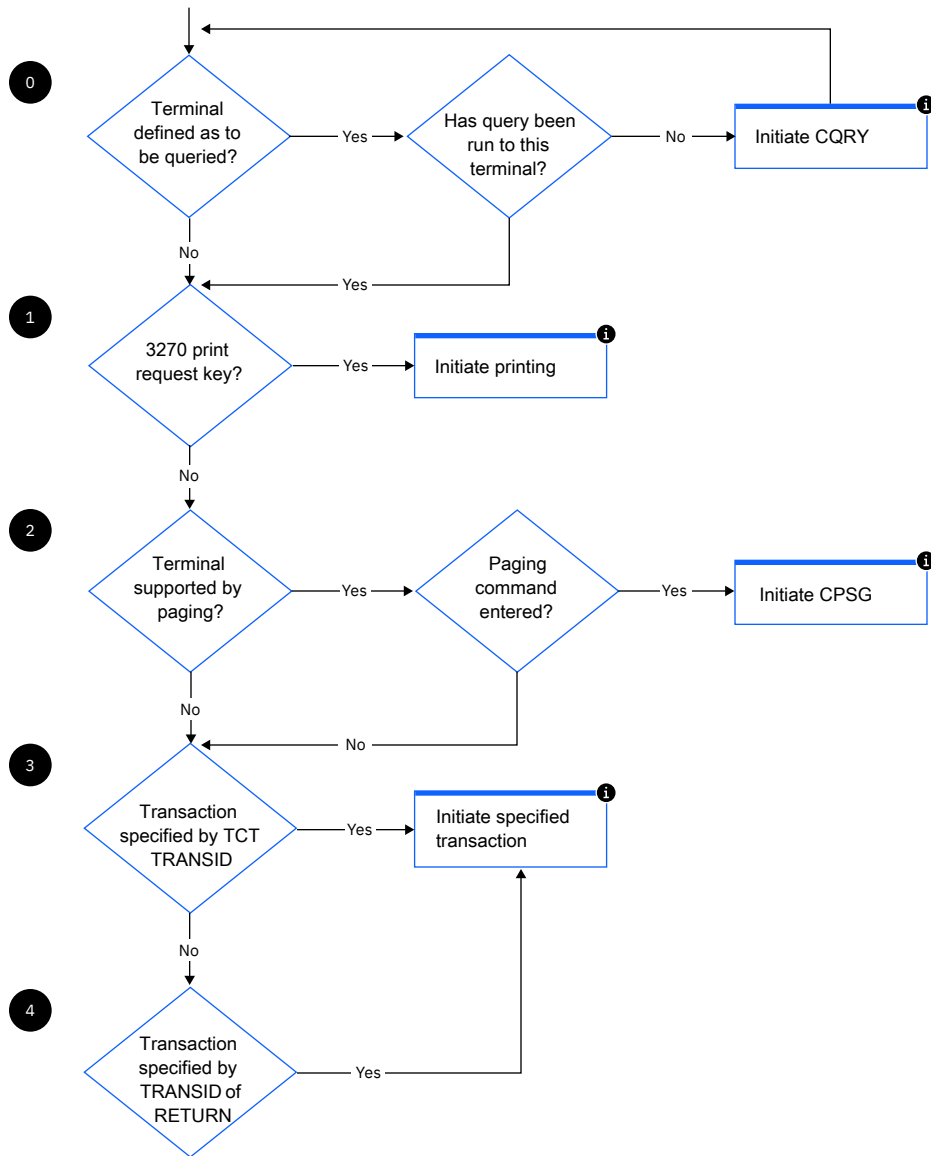 0
Terminal
defined as to
be queried?
Yes
Has query been
run to this
terminal?
No
Initiate CQRY
i
No
Yes
1
3270 print
request key?
Yes
Initiate printing
i
No
2
Terminal
supported by
paging?
Yes
Paging
command
entered?
Yes
Initiate CPSG
i
No
No
3
Transaction
specified by TCT
TRANSID
Yes
Initiate specified
transaction
i
No
4
Transaction
specified by
TRANSID of
RETURN
Yes